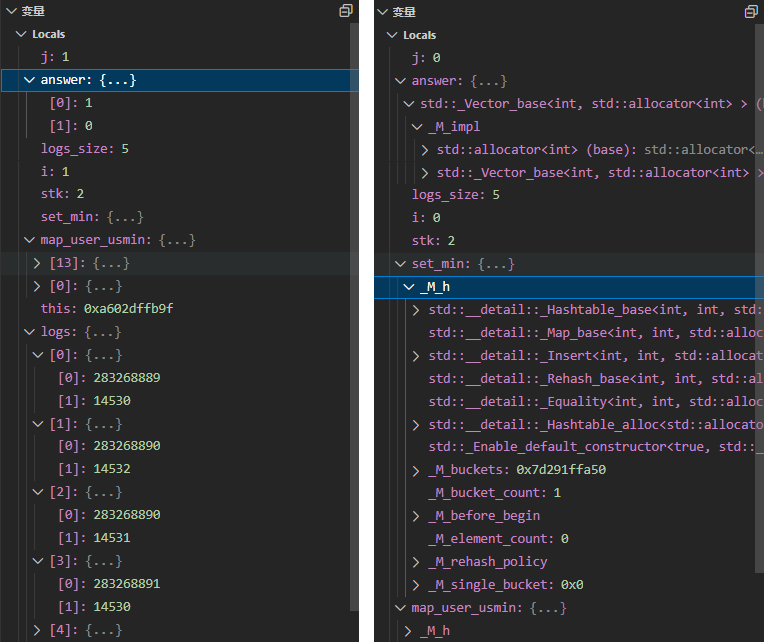 变量
Locals
j: 1
answer: {...}
[0]: 1
[1]: 0
logs_size: 5
i: 1
stk: 2
set_min: {...}
map_user_usmin: {...}
[13]: {...}
[0]: {...}
this: 0xa602dffb9f
logs: {...}
[0]: {...}
[0]: 283268889
[1]: 14530
[1]: {...}
[0]: 283268890
[1]: 14532
[2]: {...}
[0]: 283268890
[1]: 14531
[3]: {...}
[0]: 283268891
[1]: 14530
[4]: {...}
变量
Locals
j: 0
answer: {...}
std::_Vector_base<int, std::allocator<int> > (
_M_impl
std::allocator<int> (base): std::allocator<…
std::_Vector_base<int, std::allocator<int> >
logs_size: 5
i: 0
stk: 2
set_min: {...}
_M_h
std::__detail::_Hashtable_base<int, int, std:
std::__detail::_Map_base<int, int, std::alloc
std::__detail::_Insert<int, int, std::allocat
std::__detail::_Rehash_base<int, int, std::al
std::__detail::_Equality<int, int, std::alloc
std::__detail::_Hashtable_alloc<std::allocato
std::_Enable_default_constructor<true, std::_
_M_buckets: 0x7d291ffa50
_M_bucket_count: 1
_M_before_begin
_M_element_count: 0
_M_rehash_policy
_M_single_bucket: 0x0
map_user_usmin: {...}
_M_h